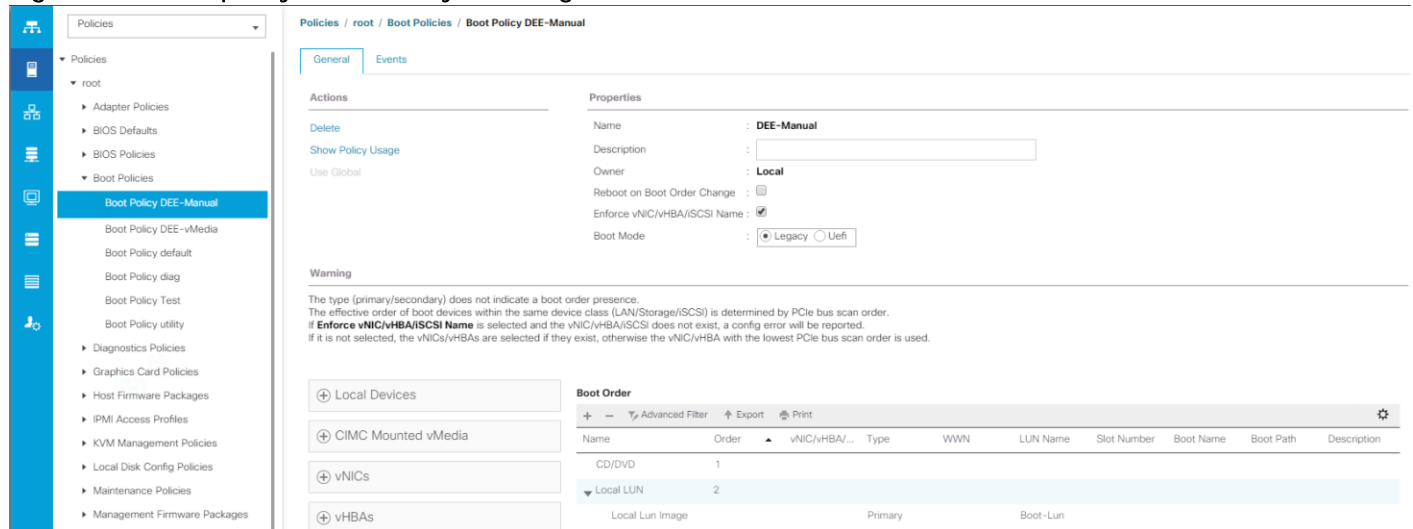 Policies
Policies
root
Adapter Policies
BIOS Defaults
BIOS Policies
Boot Policies
Boot Policy DEE-Manual
Boot Policy DEE-vMedia
Boot Policy default
Boot Policy diag
Boot Policy Test
Boot Policy utility
Diagnostics Policies
Graphics Card Policies
Host Firmware Packages
IPMI Access Profiles
KVM Management Policies
Local Disk Config Policies
Maintenance Policies
Management Firmware Packages
Policies / root / Boot Policies / Boot Policy DEE-Manual
General Events
Actions
Delete
Show Policy Usage
Use Global
Properties
Name : DEE-Manual
Description :
Owner : Local
Reboot on Boot Order Change :
Enforce vNIC/vHBA/iSCSI Name :
Boot Mode : Legacy Uefi
Warning
The type (primary/secondary) does not indicate a boot order presence.
The effective order of boot devices within the same device class (LAN/Storage/iSCSI) is determined by PCIe bus scan order.
If Enforce vNIC/vHBA/iSCSI Name is selected and the vNIC/vHBA/iSCSI does not exist, a config error will be reported.
If it is not selected, the vNICs/vHBAs are selected if they exist, otherwise the vNIC/vHBA with the lowest PCIe bus scan order is used.
Local Devices
CIMC Mounted vMedia
vNICs
vHBAs
Boot Order
+ − Advanced Filter Export Print
Name Order vNIC/vHBA/... Type WWN LUN Name Slot Number Boot Name Boot Path Description
CD/DVD 1
Local LUN 2
Local Lun Image Primary Boot-Lun